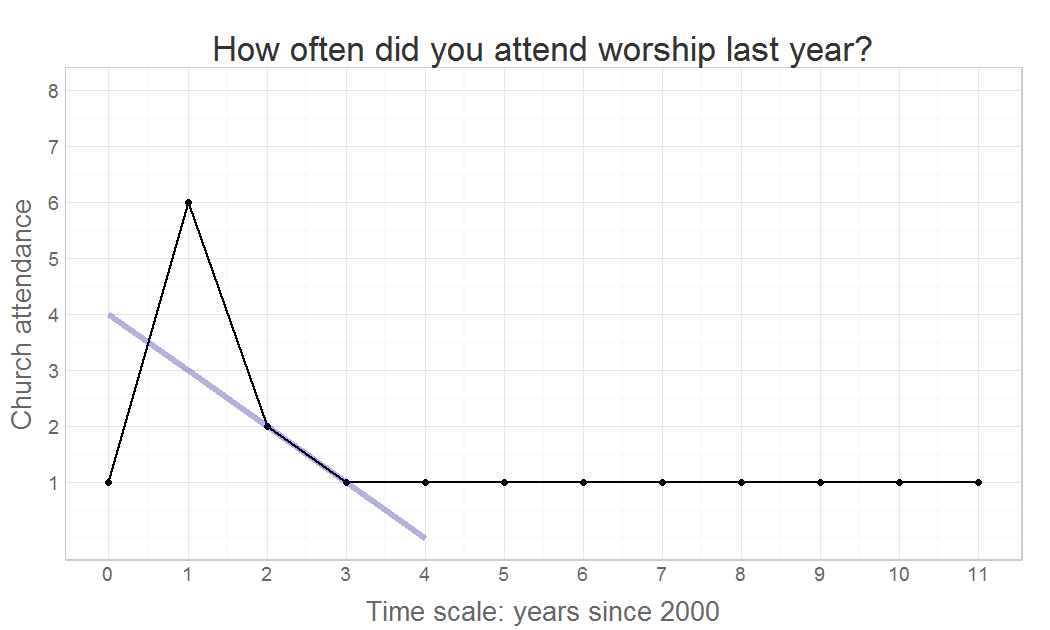 How often did you attend worship last year?
Church attendance
8
7
6
5
4
3
2
1
0 1 2 3 4 5 6 7 8 9 10 11
Time scale: years since 2000